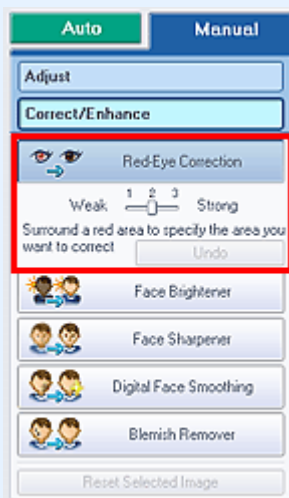 Auto Manual
Adjust
Correct/Enhance
Red-Eye Correction
1 2 3
Weak Strong
Surround a red area to specify the area you
want to correct Undo
Face Brightener
Face Sharpener
Digital Face Smoothing
Blemish Remover
Reset Selected Image